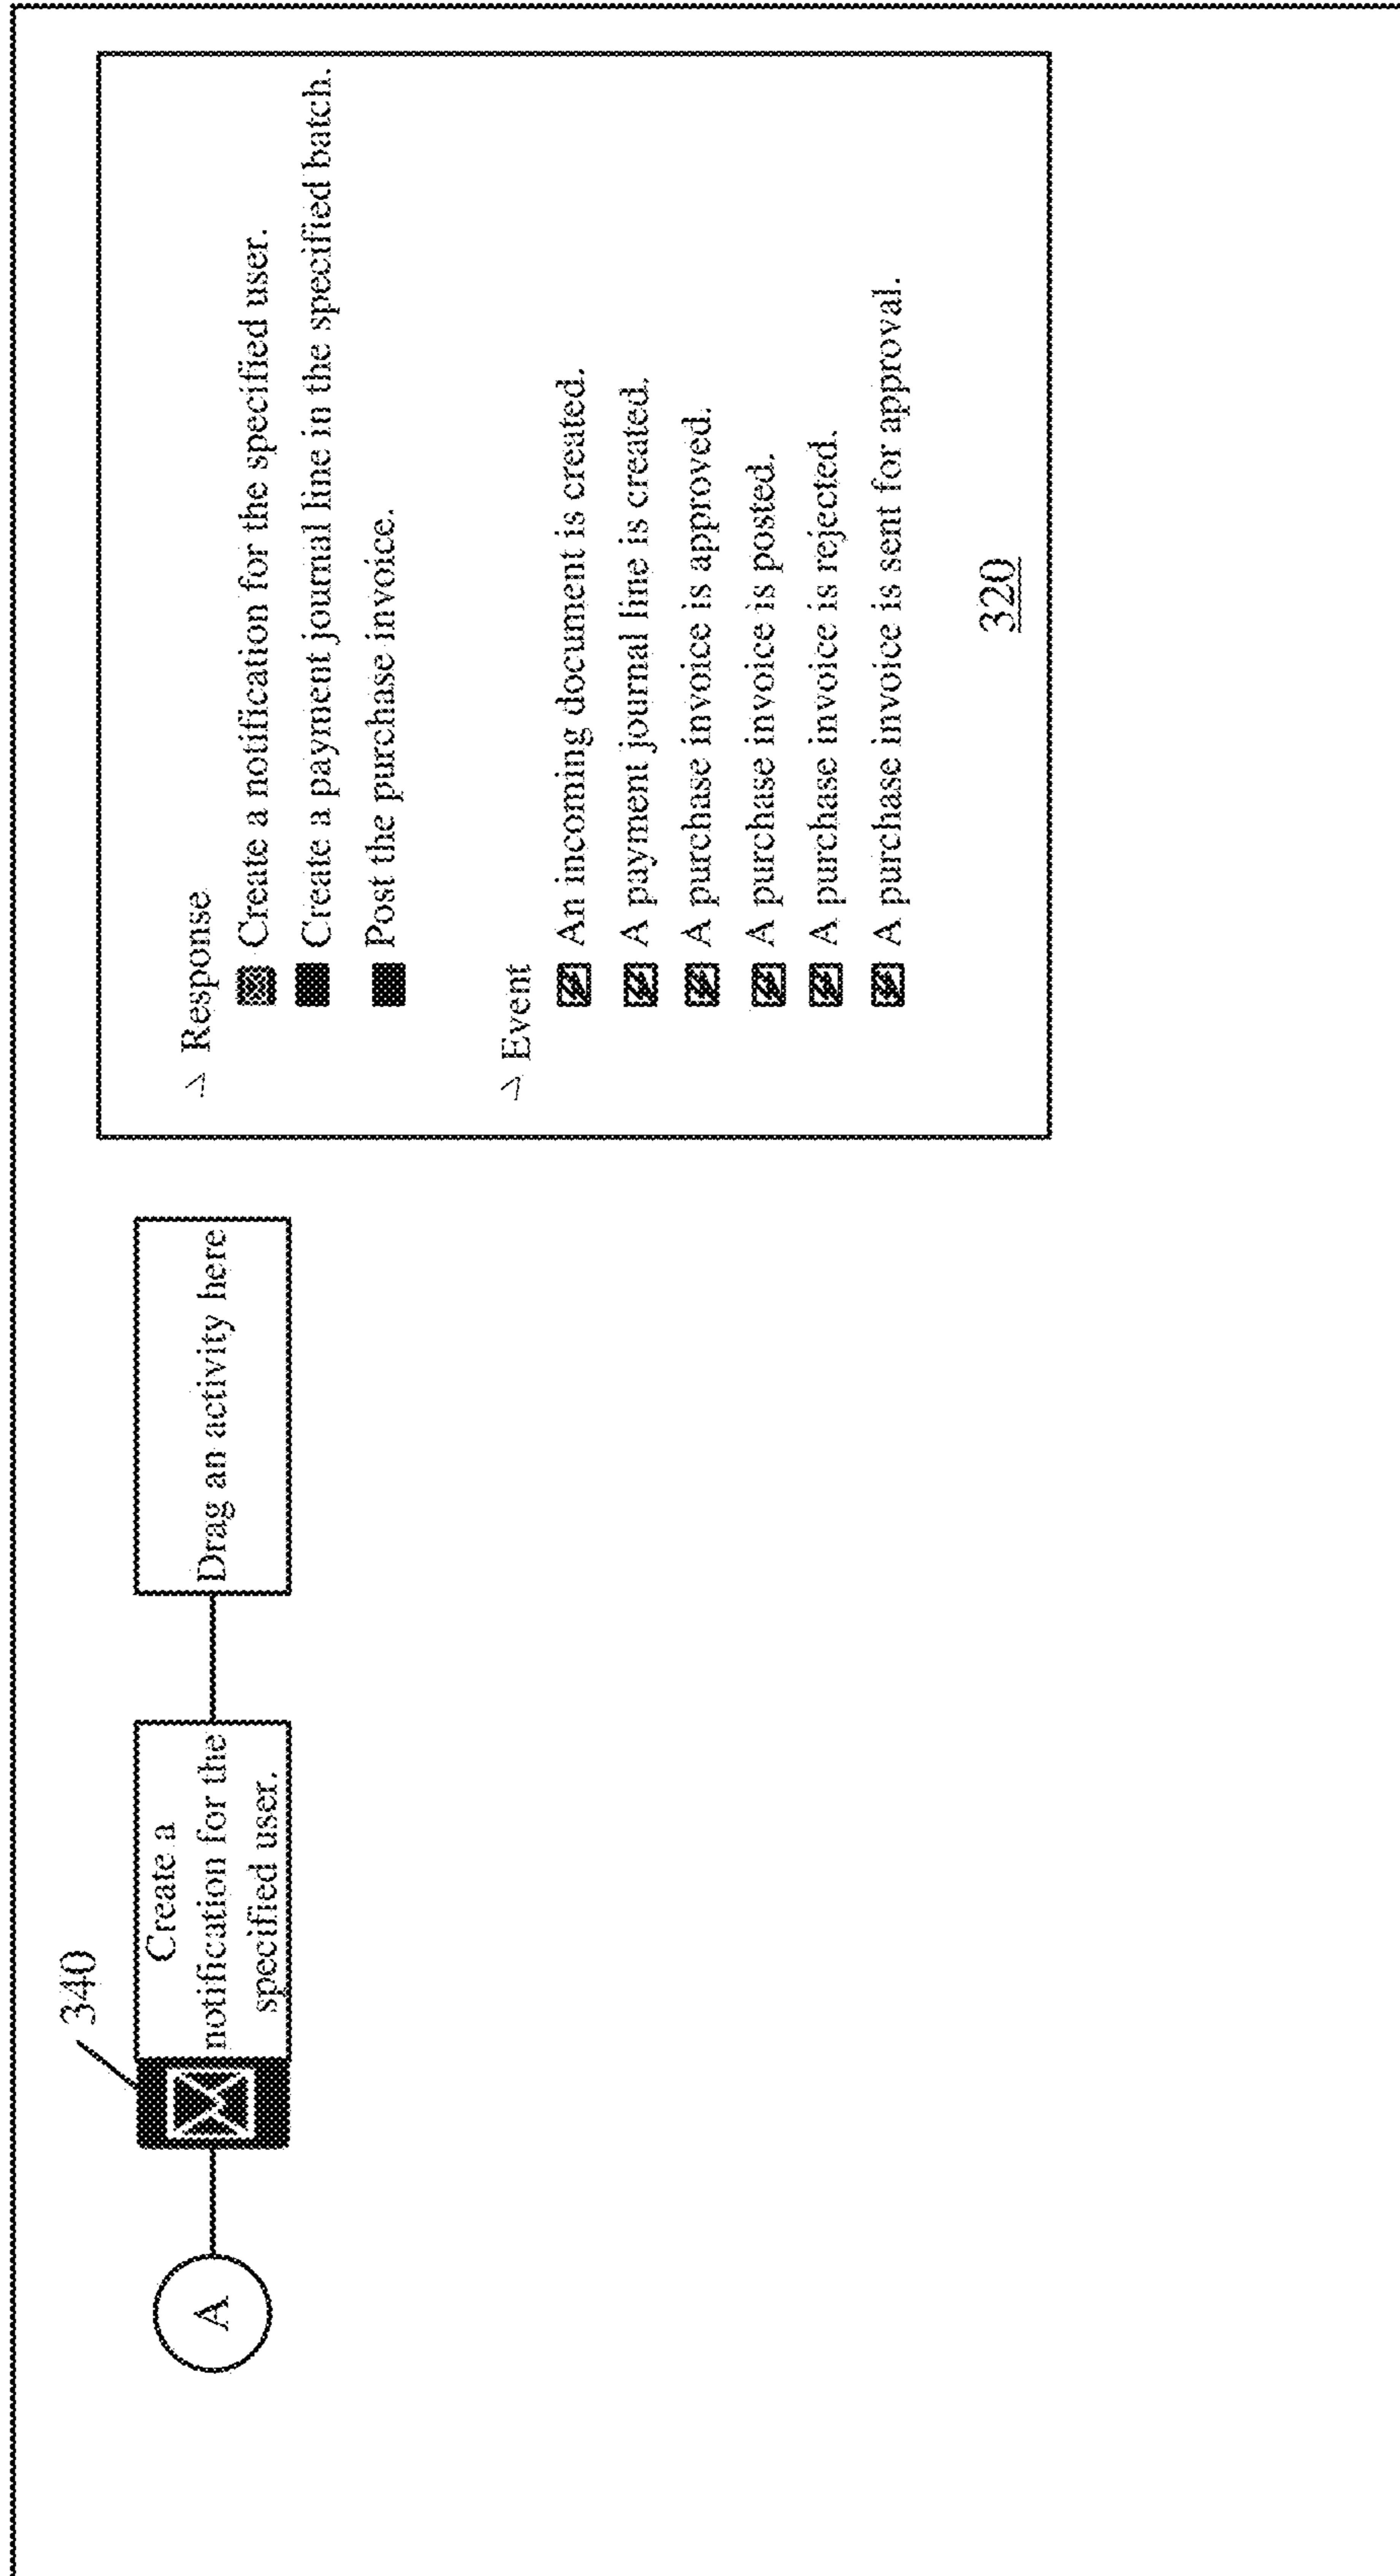 340
A
Create a
notification for the
specified user.
Drag an activity here
Response
Create a notification for the specified user.
Create a payment journal line in the specified batch.
Post the purchase invoice.
Event
An incoming document is created.
A payment journal line is created.
A purchase invoice is approved.
A purchase invoice is posted.
A purchase invoice is rejected.
A purchase invoice is sent for approval.
320